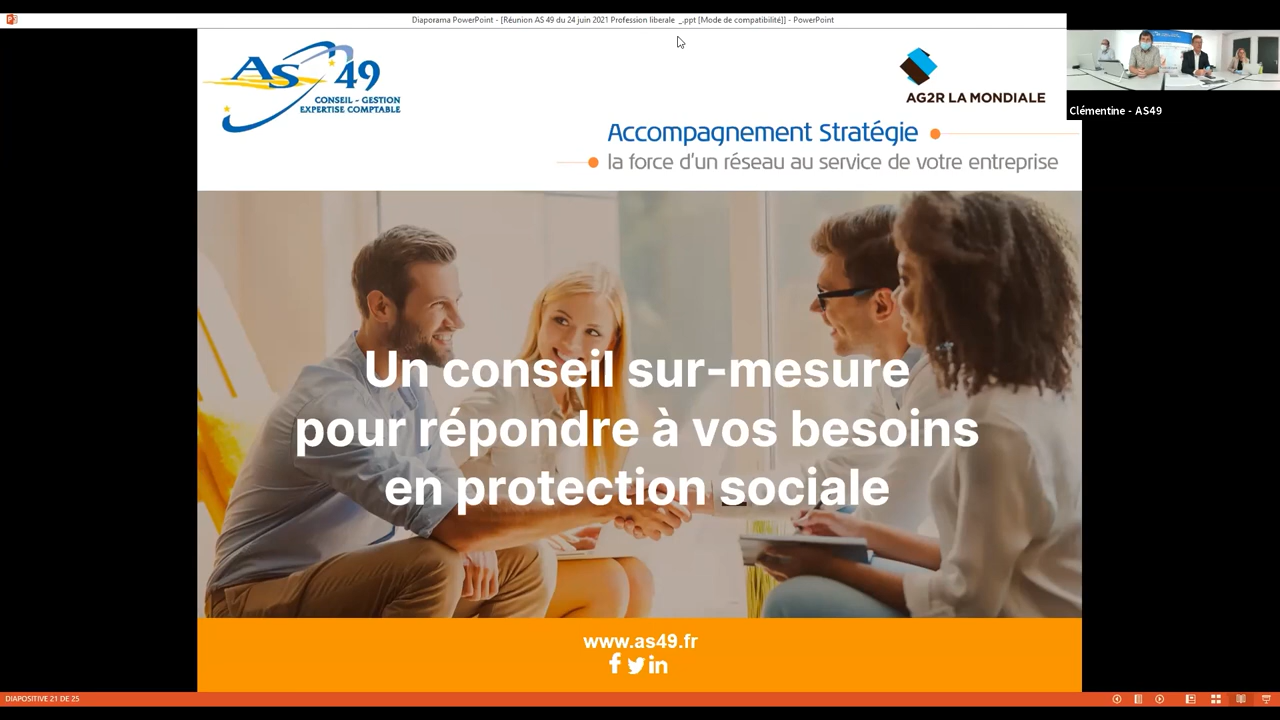 Diaporama PowerPoint - [Réunion AS 49 du 24 juin 2021 Profession liberale _.ppt [Mode de compatibilité]] - PowerPoint
AS 49
CONSEIL - GESTION
EXPERTISE COMPTABLE
AG2R LA MONDIALE
Clémentine - AS49
Accompagnement Stratégie
la force d'un réseau au service de votre entreprise
Un conseil sur-mesure
pour répondre à vos besoins
en protection sociale
www.as49.fr
DIAPOSITIVE 21 DE 25